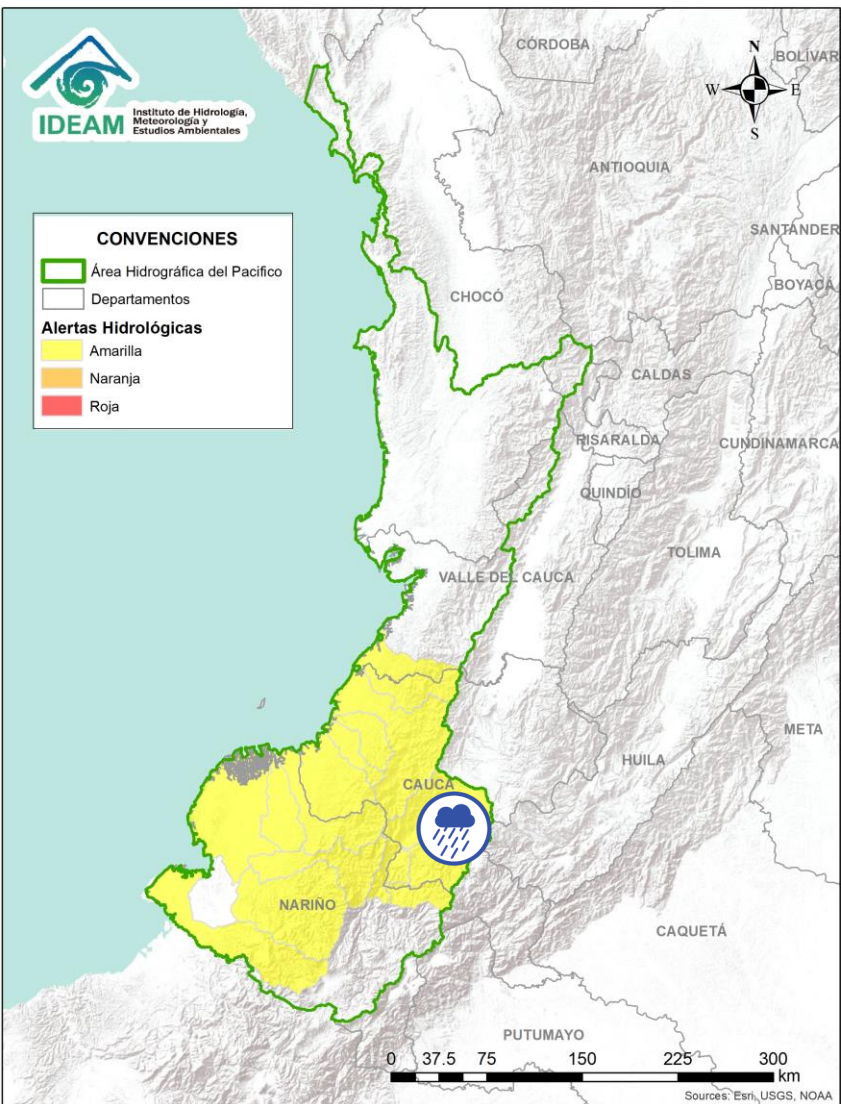 IDEAM
Instituto de Hidrología,
Meteorología y
Estudios Ambientales
N
W
E
S
CONVENCIONES
Área Hidrográfica del Pacifico
Departamentos
Alertas Hidrológicas
Amarilla
Naranja
Roja
CÓRDOBA
BOLÍVAR
ANTIOQUIA
SANTANDER
BOYACÁ
CHOCÓ
CALDAS
RISARALDA
CUNDINAMARCA
QUINDÍO
TOLIMA
VALLE DEL CAUCA
META
HUILA
CAUCA
NARIÑO
CAQUETÁ
PUTUMAYO
0 37.5 75 150 225 300
km
Sources: Esri, USGS, NOAA